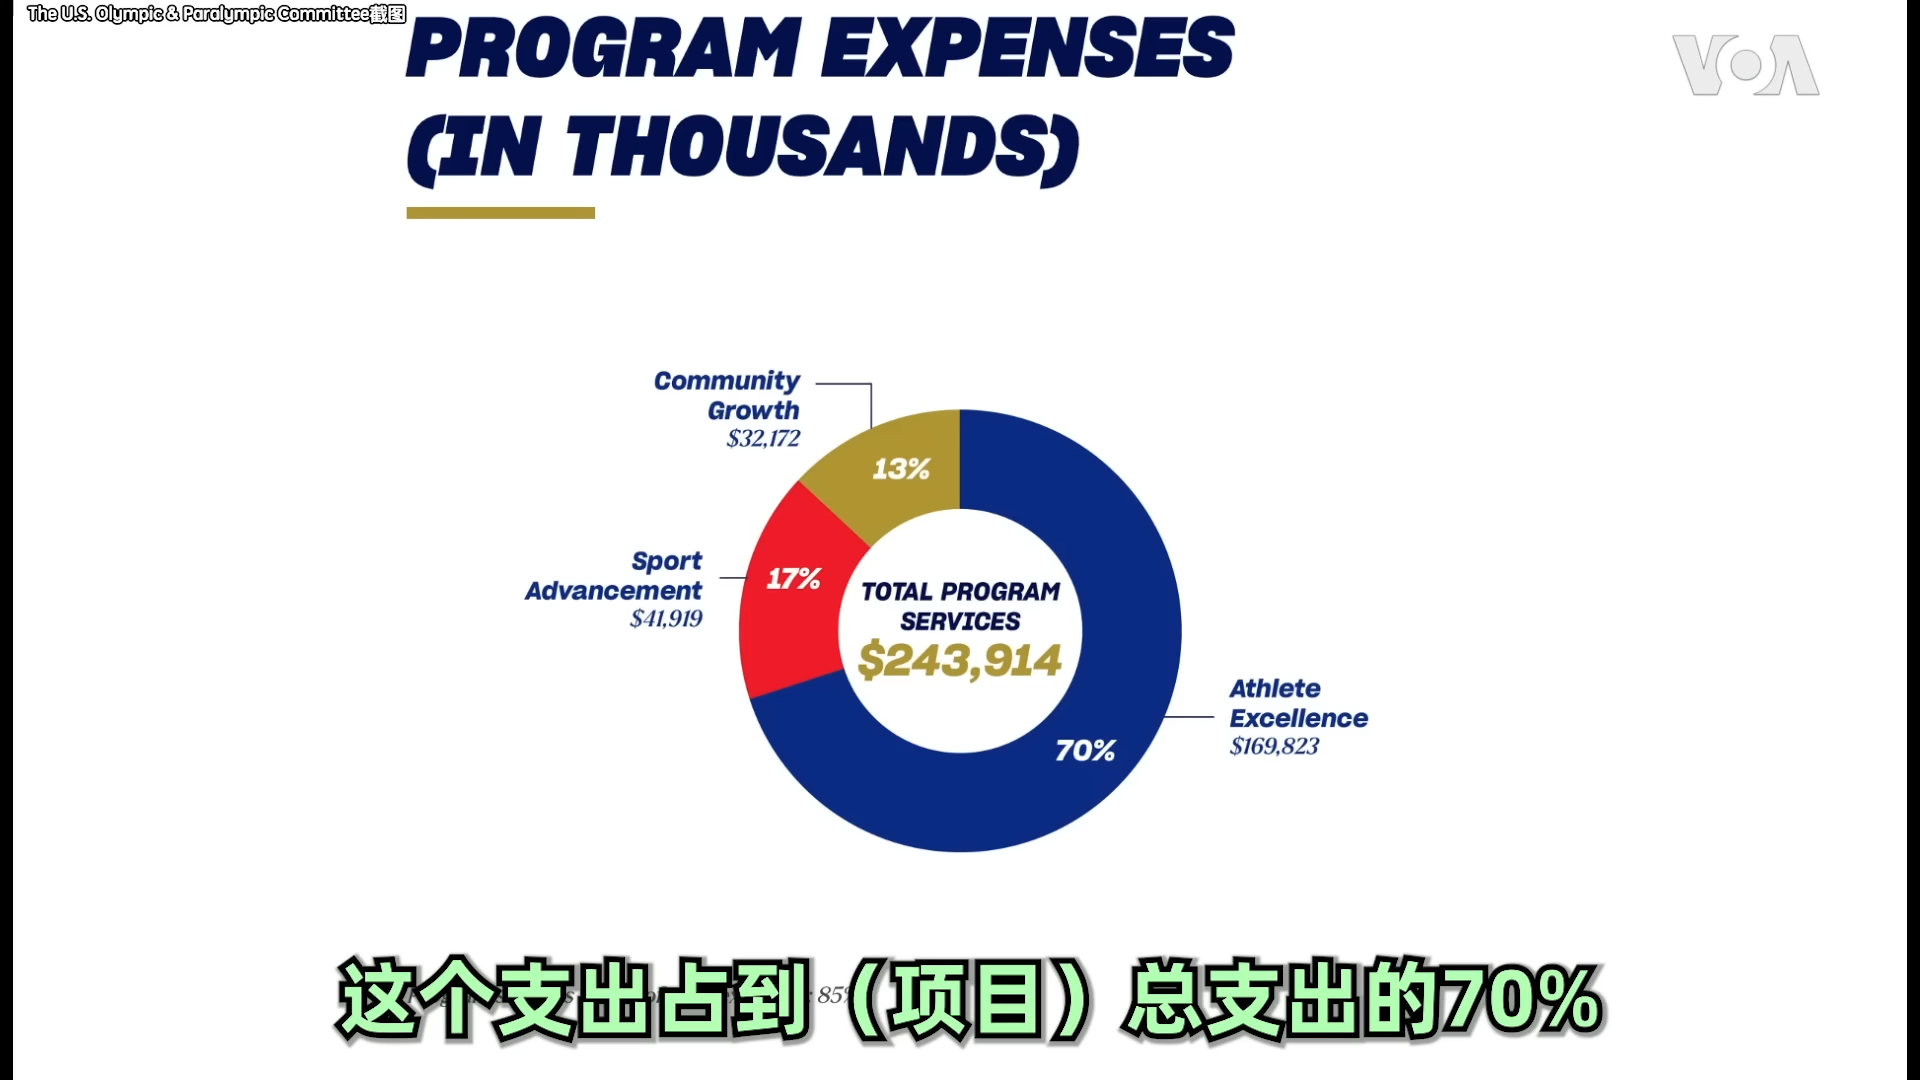 The U.S. Olympic & Paralympic Committee截图
VOA
PROGRAM EXPENSES
(IN THOUSANDS)
Community
Growth
$32,172
13%
Sport
Advancement
$41,919
17%
TOTAL PROGRAM
SERVICES
$243,914
Athlete
Excellence
$169,823
70%
85%
这个支出占到（项目）总支出的70%